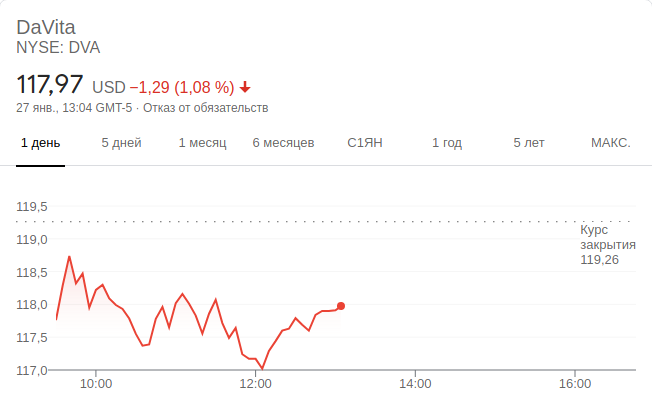 DaVita
NYSE: DVA
117,97 USD −1,29 (1,08 %)
27 янв., 13:04 GMT-5 · Отказ от обязательств
1 день 5 дней 1 месяц 6 месяцев С1ЯН 1 год 5 лет МАКС.
119,5
Курс
119,0
закрытия
119,26
118,5
118,0
117,5
117,0
10:00 12:00 14:00 16:00